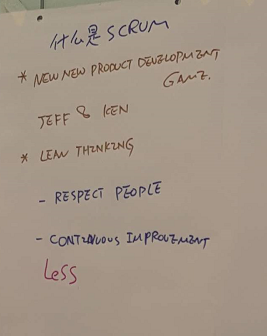 什么是 SCRUM
* NEW NEW PRODUCT DEVELOPMENT
GAME.
JEFF & KEN
* LEAN THINKING
- RESPECT PEOPLE
- CONTINUOUS IMPROVEMENT
LeSS